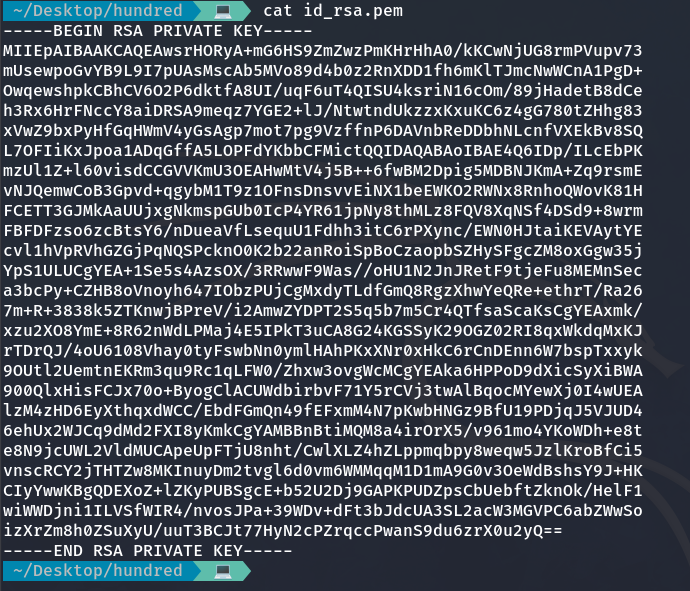 ~/Desktop/hundred 💻 cat id_rsa.pem
-----BEGIN RSA PRIVATE KEY-----
MIIEpAIBAAKCAQEAwsrHORyA+mG6HS9ZmZwzPmKHrHhA0/kKCwNjUG8rmPVupv73
mUsewpoGvYB9L9I7pUAsMscAb5MVo89d4b0z2RnXDD1fh6mKlTJmcNwWCnA1PgD+
OwqewshpkCBhCV6O2P6dktfA8UI/uqF6uT4QISU4ksriN16cOm/89jHadetB8dCe
h3Rx6HrFNccY8aiDRSA9meqz7YGE2+lJ/NtwtndUkzzxKxuKC6z4gG780tZHhg83
xVwZ9bxPyHfGqHWmV4yGsAgp7mot7pg9VzffnP6DAVnbReDDbhNLcnfVXEkBv8SQ
L7OFIiKxJpoa1ADqGffA5LOPFdYKbbCFMictQQIDAQABAoIBAE4Q6IDp/ILcEbPK
mzUl1Z+l60visdCCGVVKmU3OEAHwMtV4j5B++6fwBM2Dpig5MDBNJKmA+Zq9rsmE
vNJQemwCoB3Gpvd+qgybM1T9z1OFnsDnsvvEiNX1beEWKO2RWNx8RnhoQWovK81H
FCETT3GJMkAaUUjxgNkmspGUb0IcP4YR61jpNy8thMLz8FQV8XqNSf4DSd9+8wrm
FBFDFzso6zcBtsY6/nDueaVfLsequU1Fdhh3itC6rPXync/EWN0HJtaiKEVAytYE
cvl1hVpRVhGZGjPqNQSPcknO0K2b22anRoiSpBoCzaopbSZHySFgcZM8oxGgw35j
YpS1ULUCgYEA+1Se5s4AzsOX/3RRwwF9Was//oHU1N2JnJRetF9tjeFu8MEMnSec
a3bcPy+CZHB8oVnoyh647IObzPUjCgMxdyTLdfGmQ8RgzXhwYeQRe+ethrT/Ra26
7m+R+3838k5ZTKnwjBPreV/i2AmwZYDPT2S5q5b7m5Cr4QTfsaScaKsCgYEAxmk/
xzu2XO8YmE+8R62nWdLPMaj4E5IPkT3uCA8G24KGSSyK29OGZ02RI8qxWkdqMxKJ
rTDrQJ/4oU6108Vhay0tyFswbNn0ymlHAhPKxXNr0xHkC6rCnDEnn6W7bspTxxyk
9OUtl2UemtnEKRm3qu9Rc1qLFW0/Zhxw3ovgWcMCgYEAka6HPPoD9dXicSyXiBWA
900QlxHisFCJx70o+ByogClACUWdbirbvF71Y5rCVj3twAlBqocMYewXj0I4wUEA
lzM4zHD6EyXthqxdWCC/EbdFGmQn49fEFxmM4N7pKwbHNGz9BfU19PDjqJ5VJUD4
6ehUx2WJCq9dMd2FXI8yKmkCgYAMBBnBtiMQM8a4irOrX5/v961mo4YKoWDh+e8t
e8N9jcUWL2VldMUCApeUpFTjU8nht/CwlXLZ4hZLppmqbpy8weqw5JzlKroBfCi5
vnscRCY2jTHTZw8MKInuyDm2tvgl6d0vm6WMMqqM1D1mA9G0v3OeWdBshsY9J+HK
CIyYwwKBgQDEXoZ+lZKyPUBSgcE+b52U2Dj9GAPKPUDZpsCbUebftZknOk/HelF1
wiWWDjni1ILVSfWIR4/nvosJPa+39WDv+dFt3bJdcUA3SL2acW3MGVPC6abZWwSo
izXrZm8h0ZSuXyU/uuT3BCJt77HyN2cPZrqccPwanS9du6zrX0u2yQ==
-----END RSA PRIVATE KEY-----
~/Desktop/hundred 💻